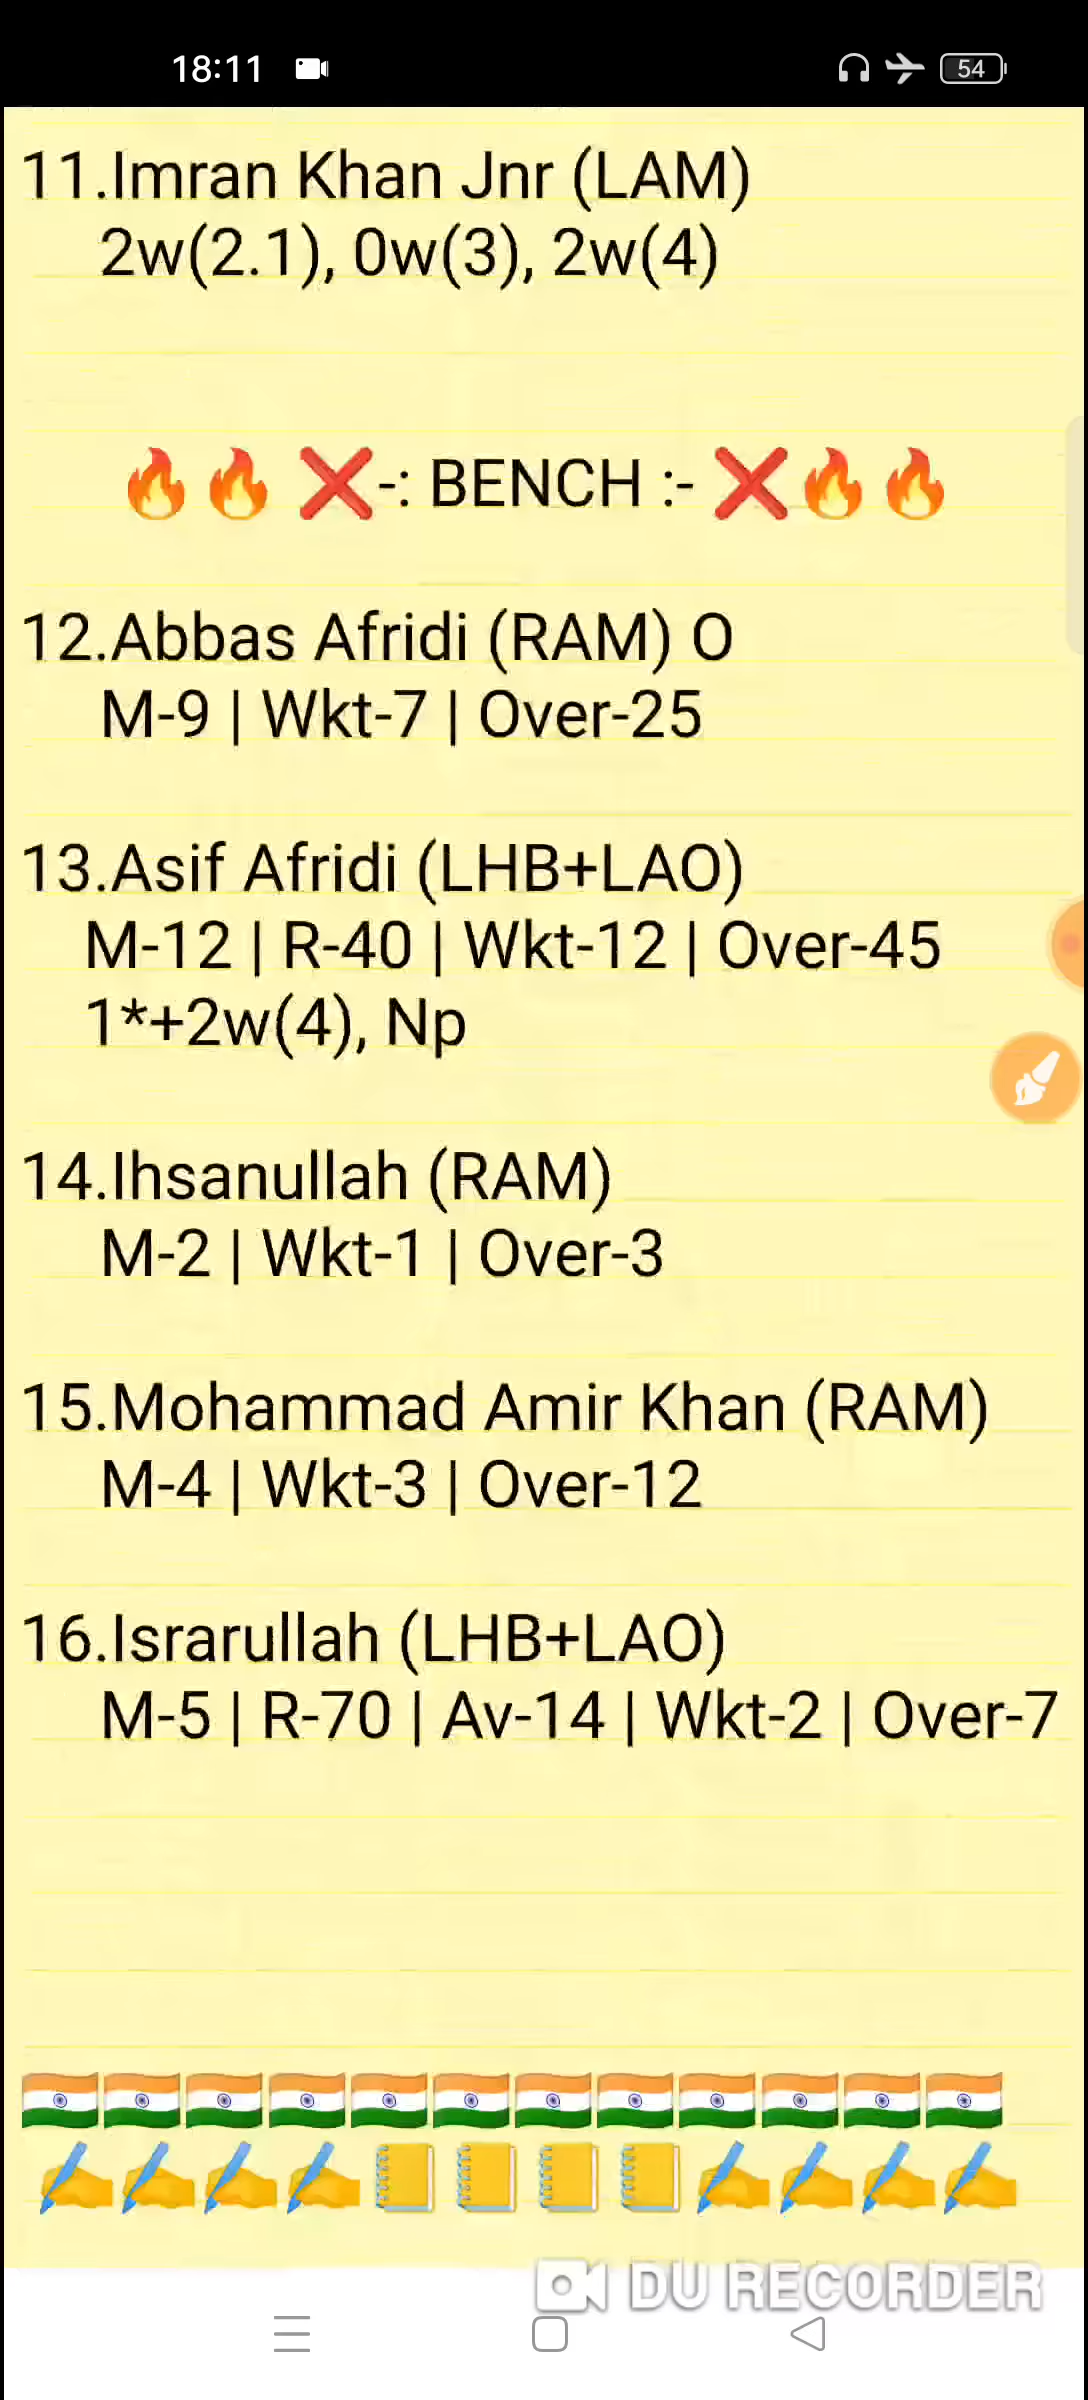 18:11
54
11.Imran Khan Jnr (LAM)
2w(2.1), 0w(3), 2w(4)
🔥🔥 ❌-: BENCH :- ❌🔥🔥
12.Abbas Afridi (RAM) O
M-9 | Wkt-7 | Over-25
13.Asif Afridi (LHB+LAO)
M-12 | R-40 | Wkt-12 | Over-45
1*+2w(4), Np
14.Ihsanullah (RAM)
M-2 | Wkt-1 | Over-3
15.Mohammad Amir Khan (RAM)
M-4 | Wkt-3 | Over-12
16.Israrullah (LHB+LAO)
M-5 | R-70 | Av-14 | Wkt-2 | Over-7
DU RECORDER